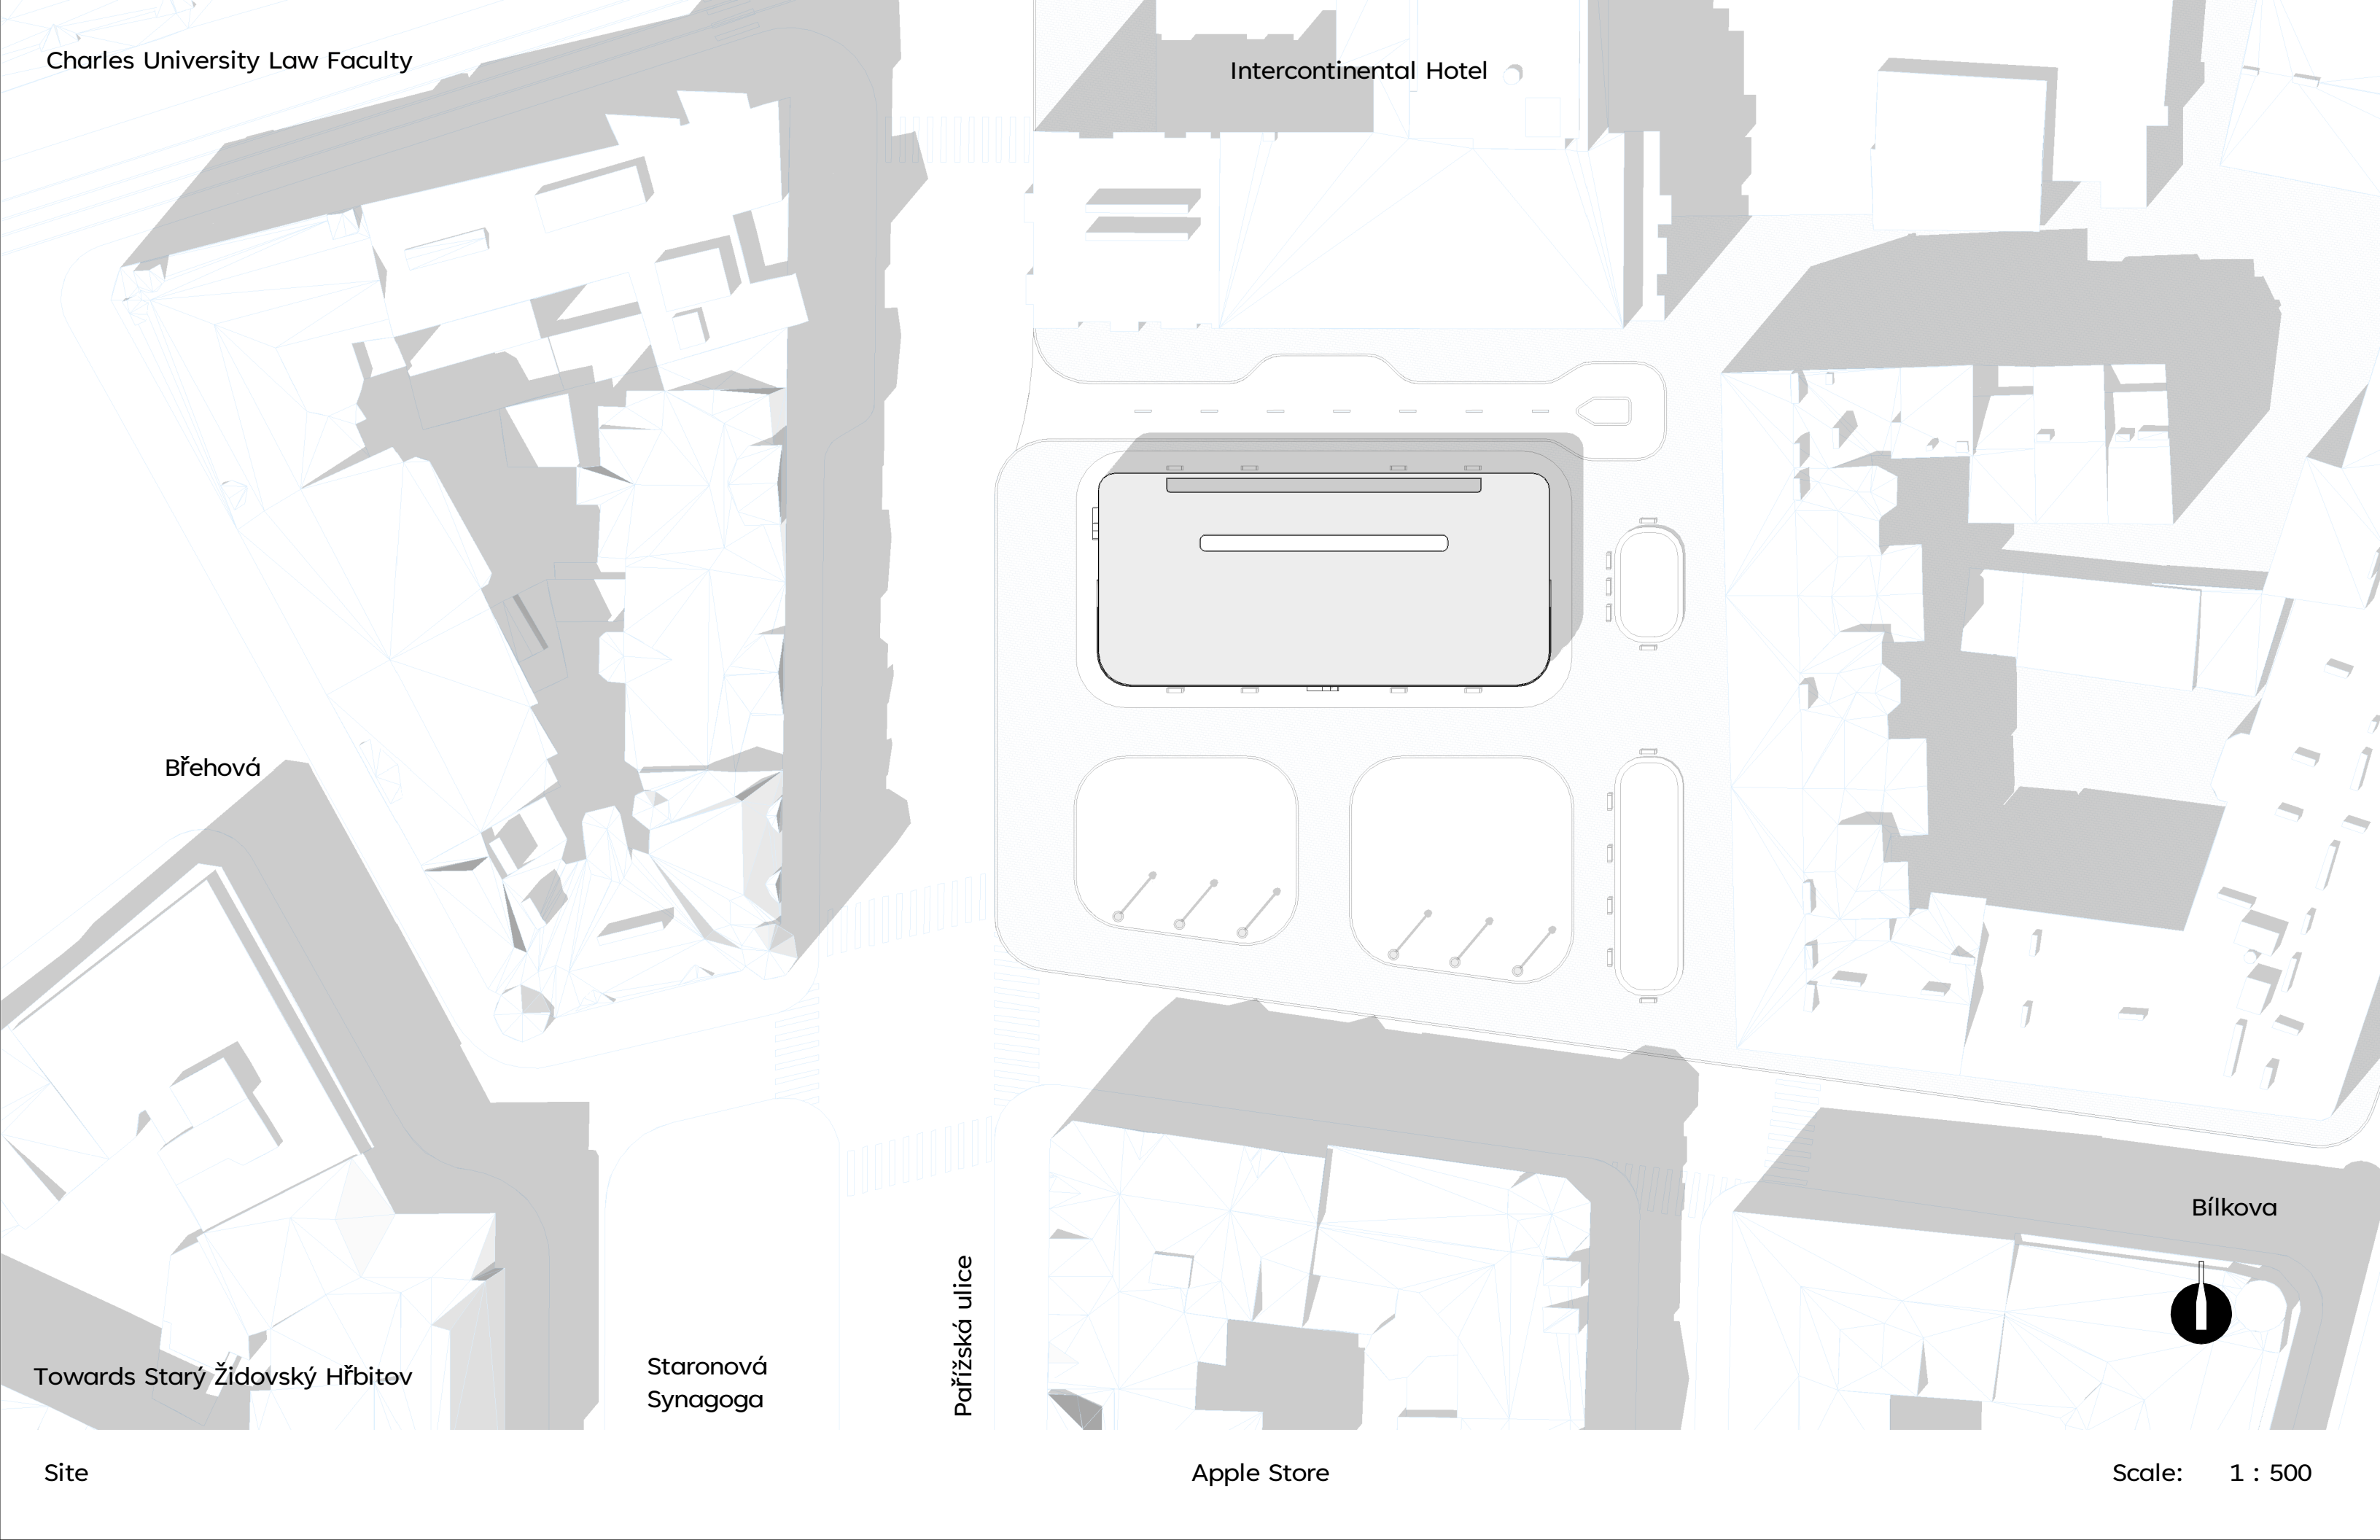 Charles University Law Faculty
Intercontinental Hotel
Břehová
Bílkova
Pařížská ulice
Towards Starý Židovský Hřbitov
Staronová
Synagoga
Site
Apple Store
Scale: 1 : 500